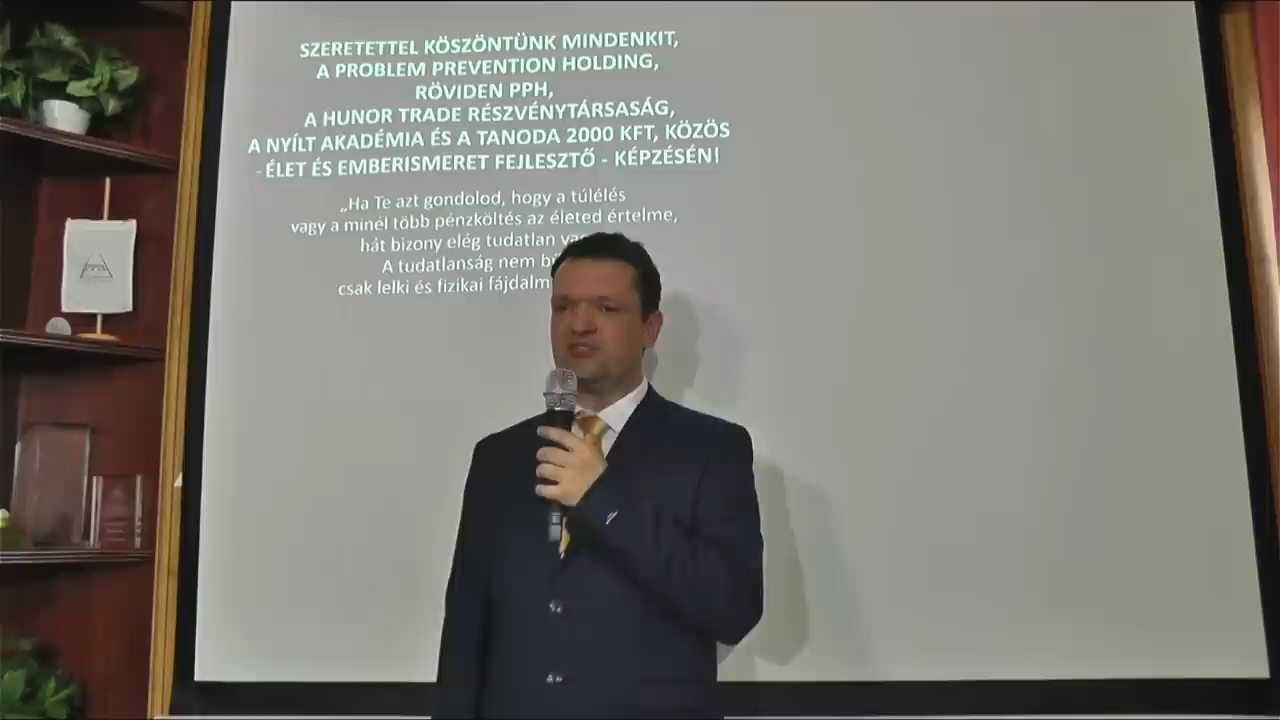 SZERETETTEL KÖSZÖNTÜNK MINDENKIT,
A PROBLEM PREVENTION HOLDING,
RÖVIDEN PPH,
A HUNOR TRADE RÉSZVÉNYTÁRSASÁG,
A NYÍLT AKADÉMIA ÉS A TANODA 2000 KFT, KÖZÖS
- ÉLET ÉS EMBERISMERET FEJLESZTŐ - KÉPZÉSÉN!
„Ha Te azt gondolod, hogy a túlélés
vagy a minél több pénzköltés az életed értelme,
hát bizony elég tudatlan
A tudatlanság nem
csak lelki és fizikai